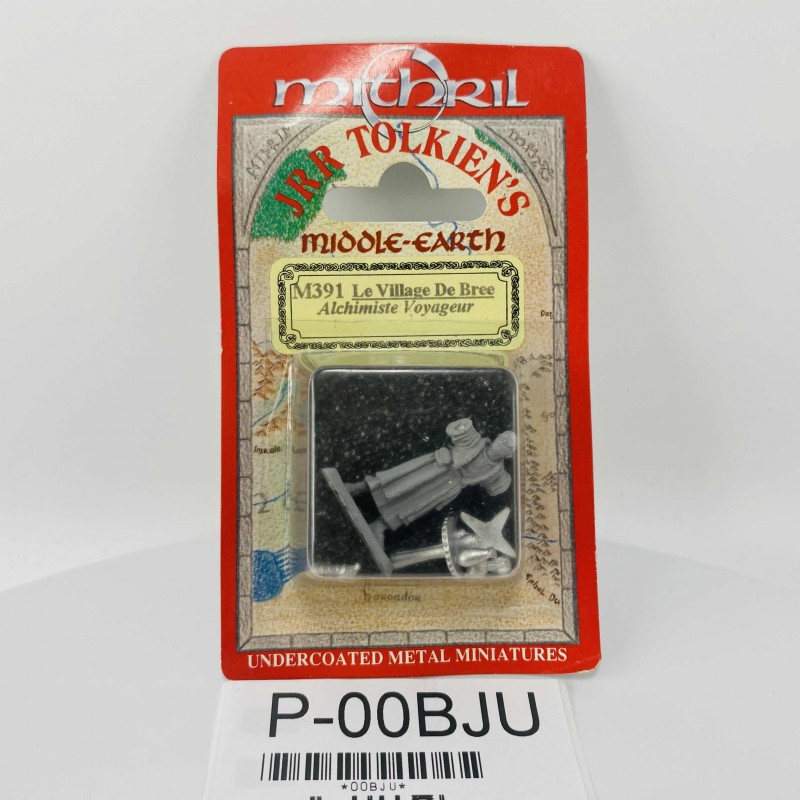 mithril
JRR TOLKIEN'S
MIDDLE-EARTH
M391 Le Village De Bree
Alchimiste Voyageur
UNDERCOATED METAL MINIATURES
P-00BJU
*00BJU*